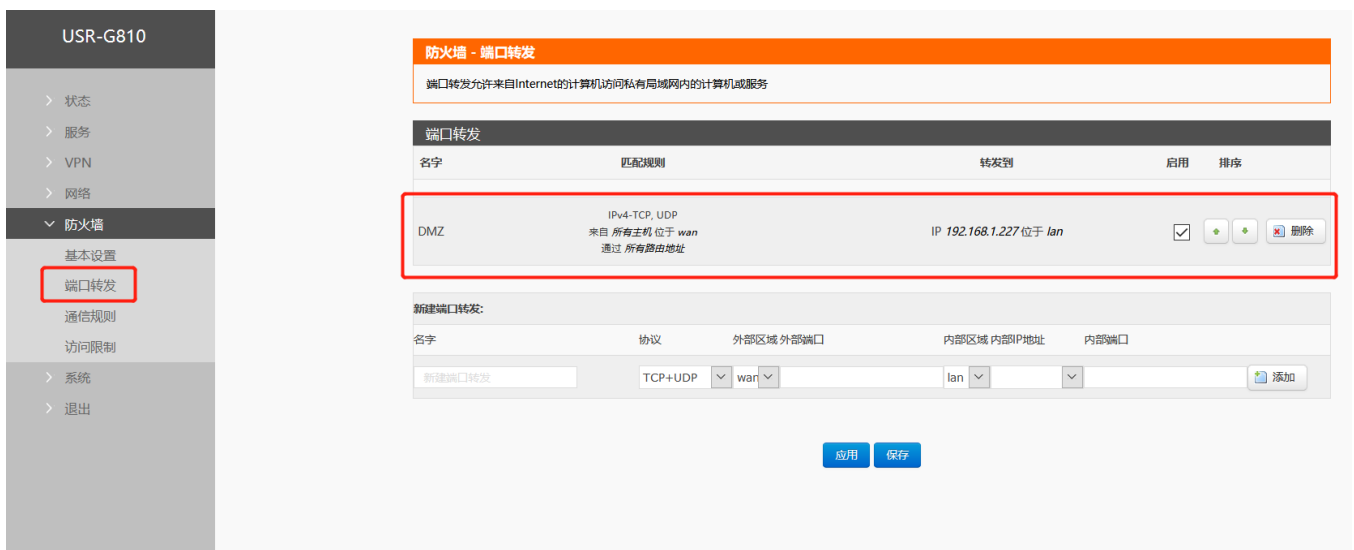 USR-G810
状态
服务
VPN
网络
防火墙
基本设置
端口转发
通信规则
访问限制
系统
退出
防火墙 - 端口转发
端口转发允许来自Internet的计算机访问私有局域网内的计算机或服务
端口转发
名字 匹配规则 转发到 启用 排序
IPv4-TCP, UDP
DMZ 来自 所有主机 位于 wan IP 192.168.1.227 位于 lan 删除
通过 所有路由地址
新建端口转发:
名字 协议 外部区域 外部端口 内部区域 内部IP地址 内部端口
新建端口转发 TCP+UDP wan lan 添加
应用 保存